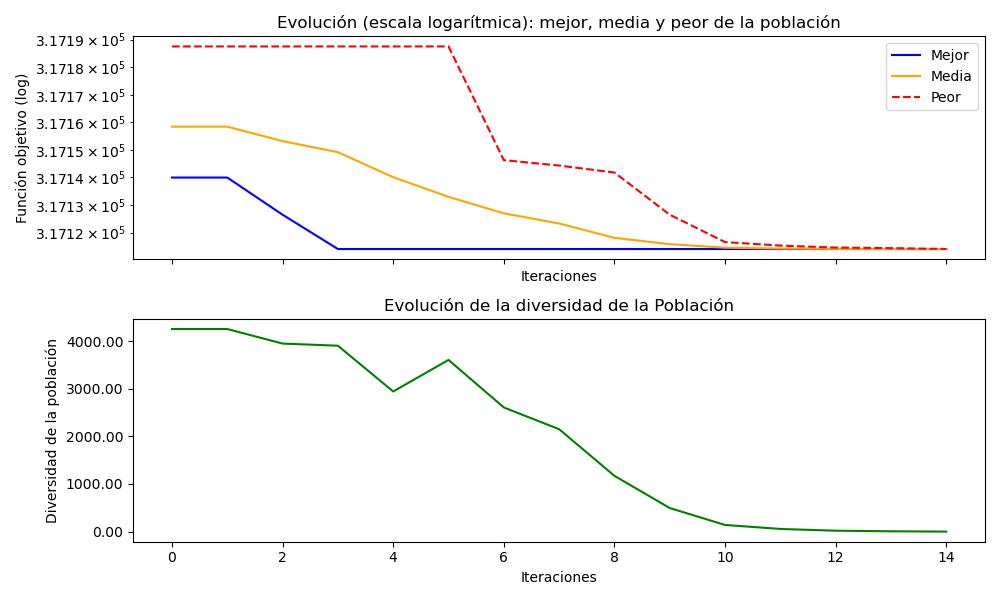 Evolución (escala logarítmica): mejor, media y peor de la población
3.1719 × 10⁵
3.1718 × 10⁵
3.1717 × 10⁵
3.1716 × 10⁵
3.1715 × 10⁵
3.1714 × 10⁵
3.1713 × 10⁵
3.1712 × 10⁵
Función objetivo (log)
Mejor
Media
Peor
Iteraciones
Evolución de la diversidad de la Población
4000.00
3000.00
2000.00
1000.00
0.00
Diversidad de la población
0 2 4 6 8 10 12 14
Iteraciones